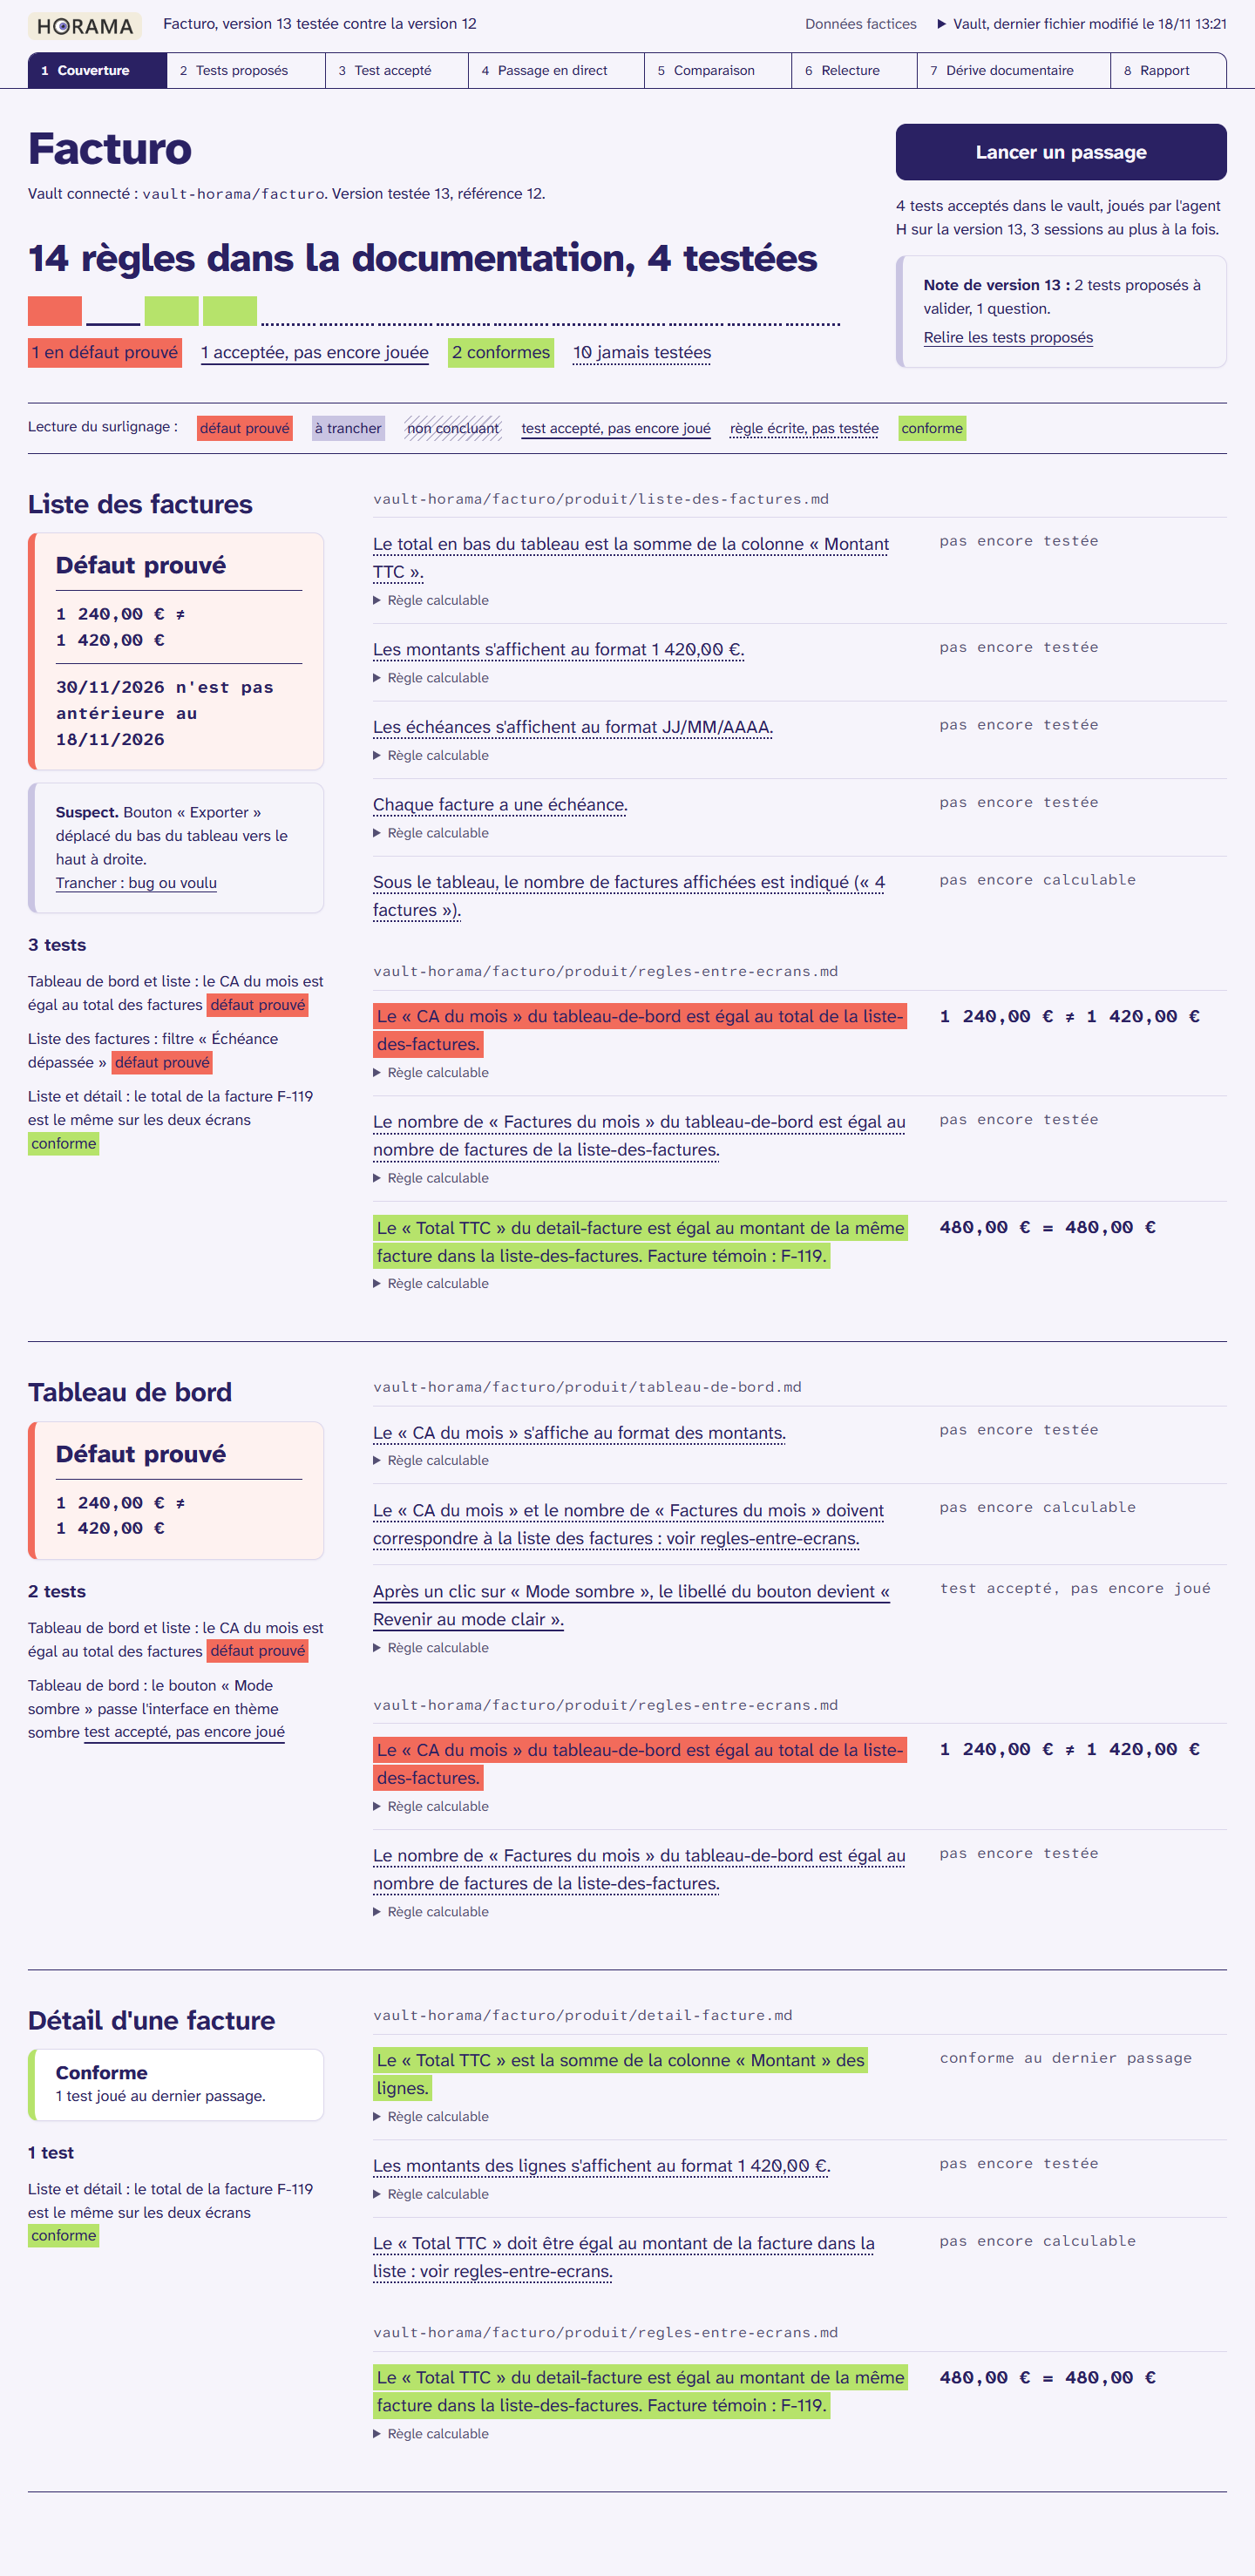 HORAMA
Facturo, version 13 testée contre la version 12
Données factices
▶ Vault, dernier fichier modifié le 18/11 13:21
1 Couverture
2 Tests proposés
3 Test accepté
4 Passage en direct
5 Comparaison
6 Relecture
7 Dérive documentaire
8 Rapport
Facturo
Vault connecté : vault-horama/facturo. Version testée 13, référence 12.
14 règles dans la documentation, 4 testées
1 en défaut prouvé
1 acceptée, pas encore jouée
2 conformes
10 jamais testées
Lancer un passage
4 tests acceptés dans le vault, joués par l'agent
H sur la version 13, 3 sessions au plus à la fois.
Note de version 13 : 2 tests proposés à
valider, 1 question.
Relire les tests proposés
Lecture du surlignage :
défaut prouvé
à trancher
non concluant
test accepté, pas encore joué
règle écrite, pas testée
conforme
Liste des factures
Défaut prouvé
1 240,00 € ≠
1 420,00 €
30/11/2026 n'est pas
antérieure au
18/11/2026
Suspect. Bouton « Exporter »
déplacé du bas du tableau vers le
haut à droite.
Trancher : bug ou voulu
3 tests
Tableau de bord et liste : le CA du mois est
égal au total des factures défaut prouvé
Liste des factures : filtre « Échéance
dépassée » défaut prouvé
Liste et détail : le total de la facture F-119
est le même sur les deux écrans
conforme
vault-horama/facturo/produit/liste-des-factures.md
Le total en bas du tableau est la somme de la colonne « Montant
TTC ».
pas encore testée
▶ Règle calculable
Les montants s'affichent au format 1 420,00 €.
pas encore testée
▶ Règle calculable
Les échéances s'affichent au format JJ/MM/AAAA.
pas encore testée
▶ Règle calculable
Chaque facture a une échéance.
pas encore testée
▶ Règle calculable
Sous le tableau, le nombre de factures affichées est indiqué (« 4
factures »).
pas encore calculable
vault-horama/facturo/produit/regles-entre-ecrans.md
Le « CA du mois » du tableau-de-bord est égal au total de la liste-
des-factures.
1 240,00 € ≠ 1 420,00 €
▶ Règle calculable
Le nombre de « Factures du mois » du tableau-de-bord est égal au
nombre de factures de la liste-des-factures.
pas encore testée
▶ Règle calculable
Le « Total TTC » du detail-facture est égal au montant de la même
facture dans la liste-des-factures. Facture témoin : F-119.
480,00 € = 480,00 €
▶ Règle calculable
Tableau de bord
Défaut prouvé
1 240,00 € ≠
1 420,00 €
2 tests
Tableau de bord et liste : le CA du mois est
égal au total des factures défaut prouvé
Tableau de bord : le bouton « Mode
sombre » passe l'interface en thème
sombre test accepté, pas encore joué
vault-horama/facturo/produit/tableau-de-bord.md
Le « CA du mois » s'affiche au format des montants.
pas encore testée
▶ Règle calculable
Le « CA du mois » et le nombre de « Factures du mois » doivent
correspondre à la liste des factures : voir regles-entre-ecrans.
pas encore calculable
Après un clic sur « Mode sombre », le libellé du bouton devient «
Revenir au mode clair ».
test accepté, pas encore joué
▶ Règle calculable
vault-horama/facturo/produit/regles-entre-ecrans.md
Le « CA du mois » du tableau-de-bord est égal au total de la liste-
des-factures.
1 240,00 € ≠ 1 420,00 €
▶ Règle calculable
Le nombre de « Factures du mois » du tableau-de-bord est égal au
nombre de factures de la liste-des-factures.
pas encore testée
▶ Règle calculable
Détail d'une facture
Conforme
1 test joué au dernier passage.
1 test
Liste et détail : le total de la facture F-119
est le même sur les deux écrans
conforme
vault-horama/facturo/produit/detail-facture.md
Le « Total TTC » est la somme de la colonne « Montant » des
lignes.
conforme au dernier passage
▶ Règle calculable
Les montants des lignes s'affichent au format 1 420,00 €.
pas encore testée
▶ Règle calculable
Le « Total TTC » doit être égal au montant de la facture dans la
liste : voir regles-entre-ecrans.
pas encore calculable
vault-horama/facturo/produit/regles-entre-ecrans.md
Le « Total TTC » du detail-facture est égal au montant de la même
facture dans la liste-des-factures. Facture témoin : F-119.
480,00 € = 480,00 €
▶ Règle calculable